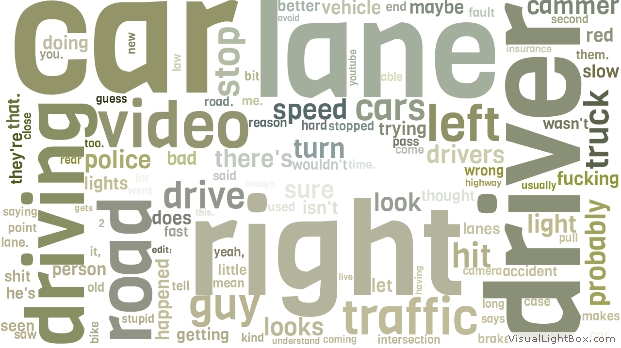 car
lane
driver
better
vehicle
end
maybe
cammer
avoid
fault
second
doing
you.
new
law
stop
bit
me.
youtube
able
insurance
red
them.
slow
guess
they're
that.
close
driving
video
road.
reason
speed
cars
hard
stopped
trying
pass
come
left
wasn't
truck
too.
rear
police
bad
there's
turn
wouldn't
time.
drivers
wrong
highway
usually
fucking
lights
far
went
said
though.
drive
sure
used
isn't
look
thought
saying
gets
2
does
this.
fast
right
lanes
light
pull
probably
point
lane.
it,
road
edit:
yeah,
hit
camera
accident
shit
person
happened
little
mean
live
let
having
he's
old
tell
guy
traffic
long
case
says
makes
seen
saw
bike
stupid
getting
kind
looks
understand
coming
intersection
brake
car.
VisualLightBox.com